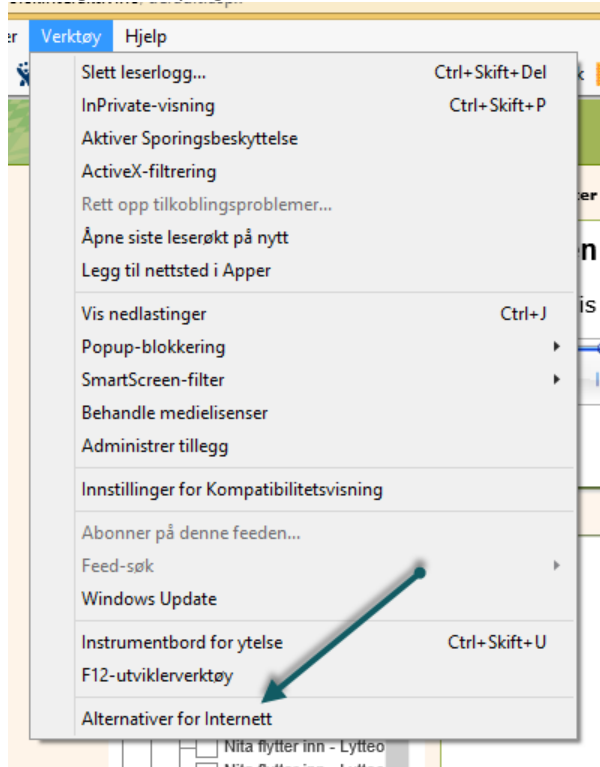 Verktøy Hjelp
Slett leserlogg... Ctrl+Skift+Del
InPrivate-visning Ctrl+Skift+P
Aktiver Sporingsbeskyttelse
ActiveX-filtrering
Rett opp tilkoblingsproblemer...
Åpne siste leserøkt på nytt
Legg til nettsted i Apper
Vis nedlastinger Ctrl+J
Popup-blokkering
SmartScreen-filter
Behandle medielisenser
Administrer tillegg
Innstillinger for Kompatibilitetsvisning
Abonner på denne feeden...
Feed-søk
Windows Update
Instrumentbord for ytelse Ctrl+Skift+U
F12-utviklerverktøy
Alternativer for Internett
Nita flytter inn - Lytteo